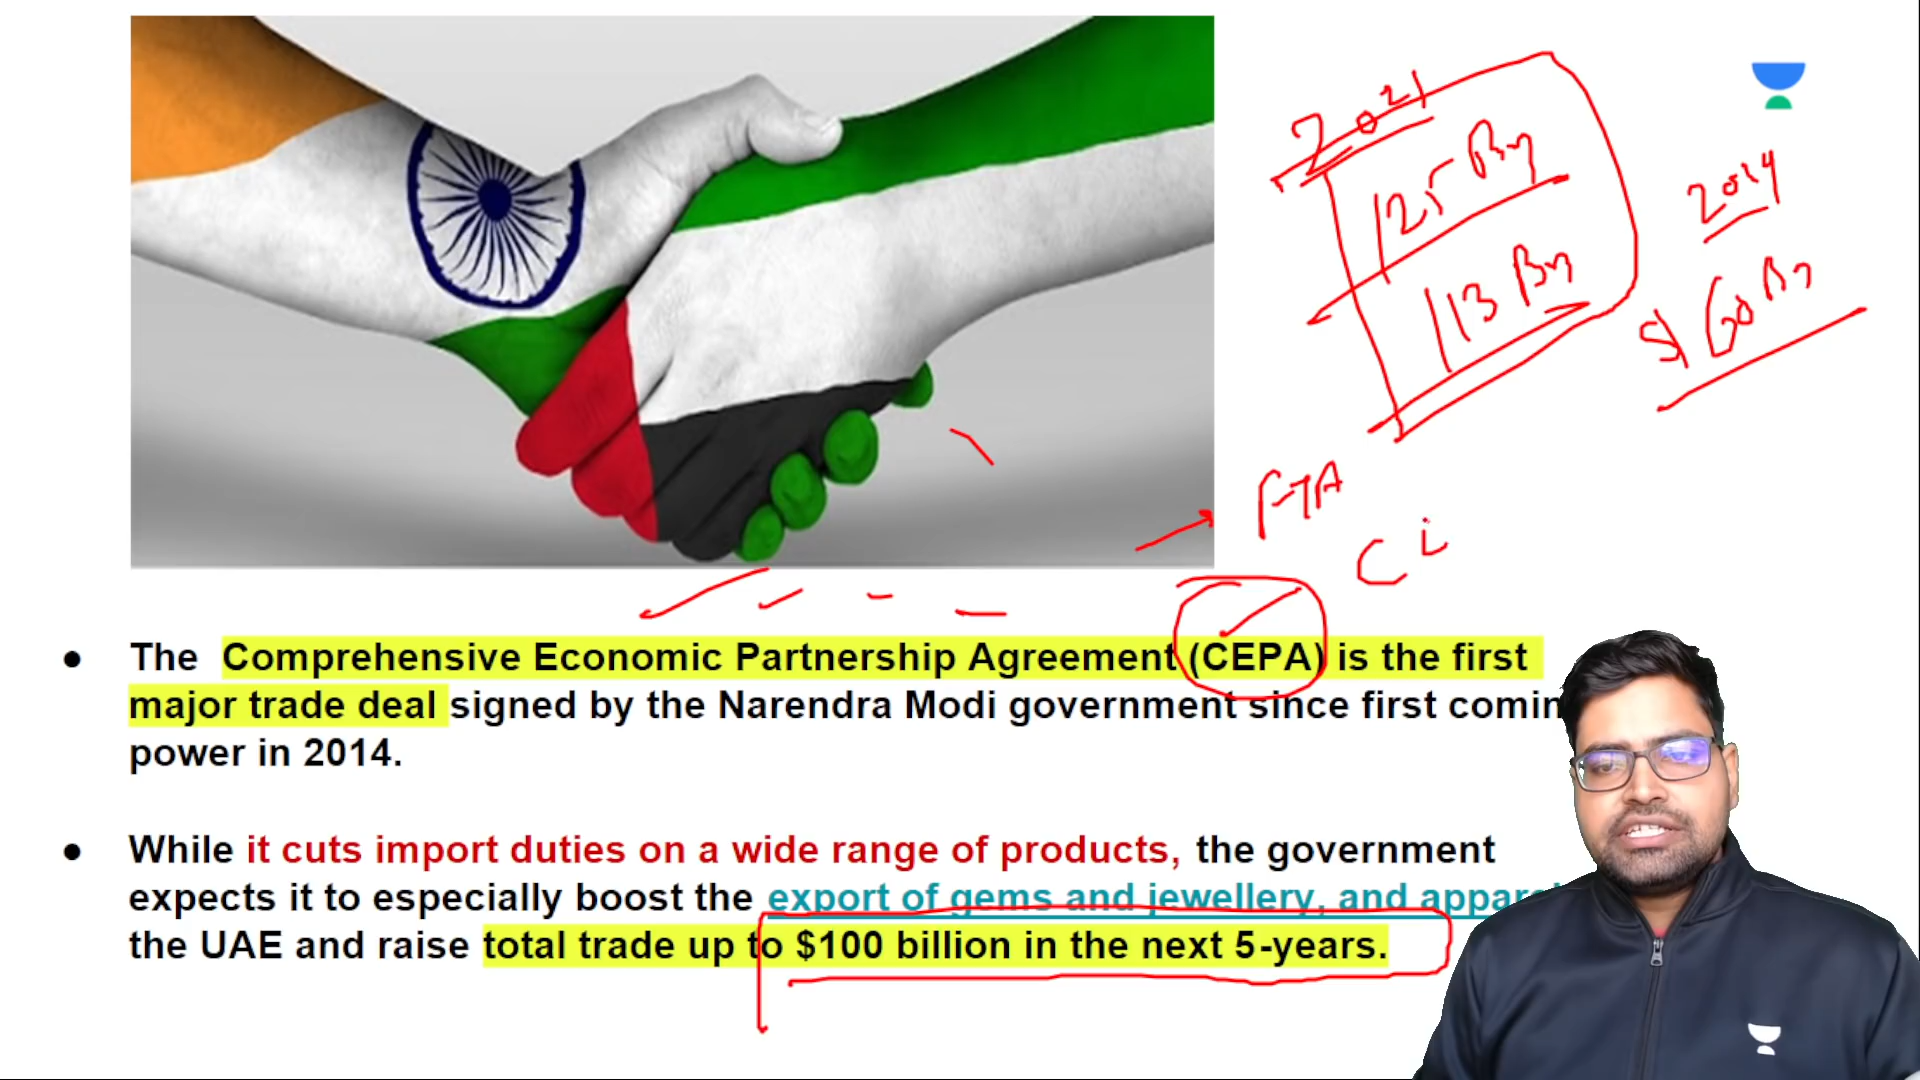 2021
125 Bn
113 Bn
2014
$ 60 Bn
FTA
The Comprehensive Economic Partnership Agreement (CEPA) is the first
major trade deal signed by the Narendra Modi government since first comin
power in 2014.
While it cuts import duties on a wide range of products, the government
expects it to especially boost the export of gems and jewellery, and appar
the UAE and raise total trade up to $100 billion in the next 5-years.